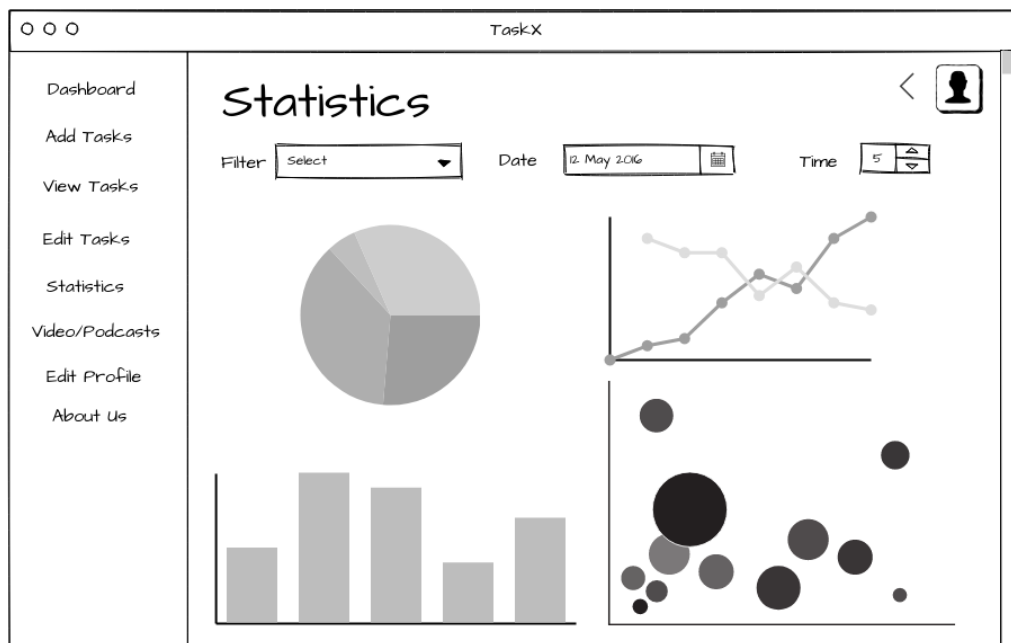 TaskX
Dashboard
Add Tasks
View Tasks
Edit Tasks
Statistics
Video/Podcasts
Edit Profile
About Us
Statistics
Filter Select Date 12 May 2016 Time 5